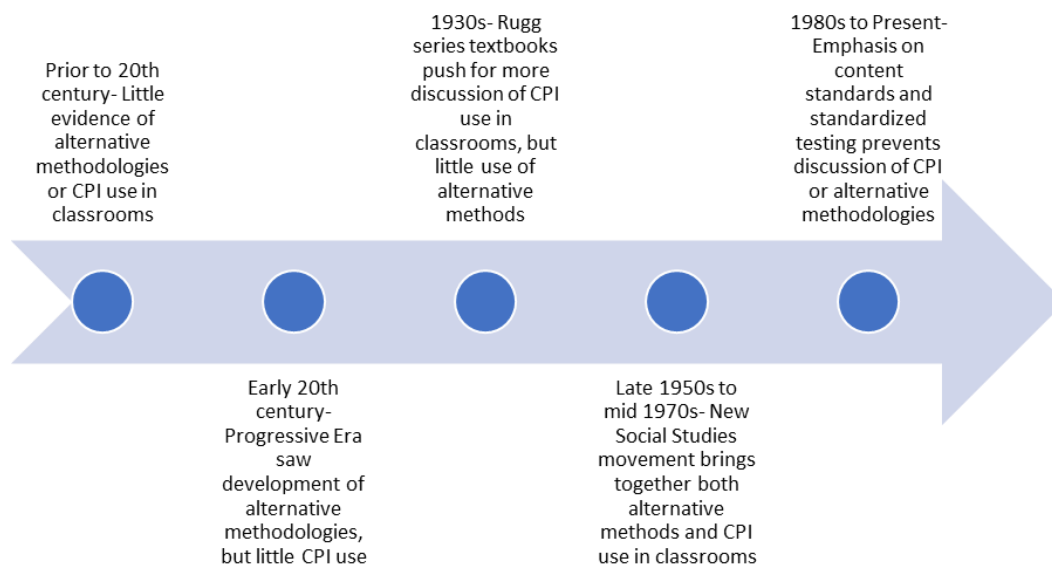 Prior to 20th
century- Little
evidence of
alternative
methodologies
or CPI use in
classrooms
Early 20th
century-
Progressive Era
saw
development of
alternative
methodologies,
but little CPI use
1930s- Rugg
series textbooks
push for more
discussion of CPI
use in
classrooms, but
little use of
alternative
methods
Late 1950s to
mid 1970s- New
Social Studies
movement brings
together both
alternative
methods and CPI
use in classrooms
1980s to Present-
Emphasis on
content
standards and
standardized
testing prevents
discussion of CPI
or alternative
methodologies